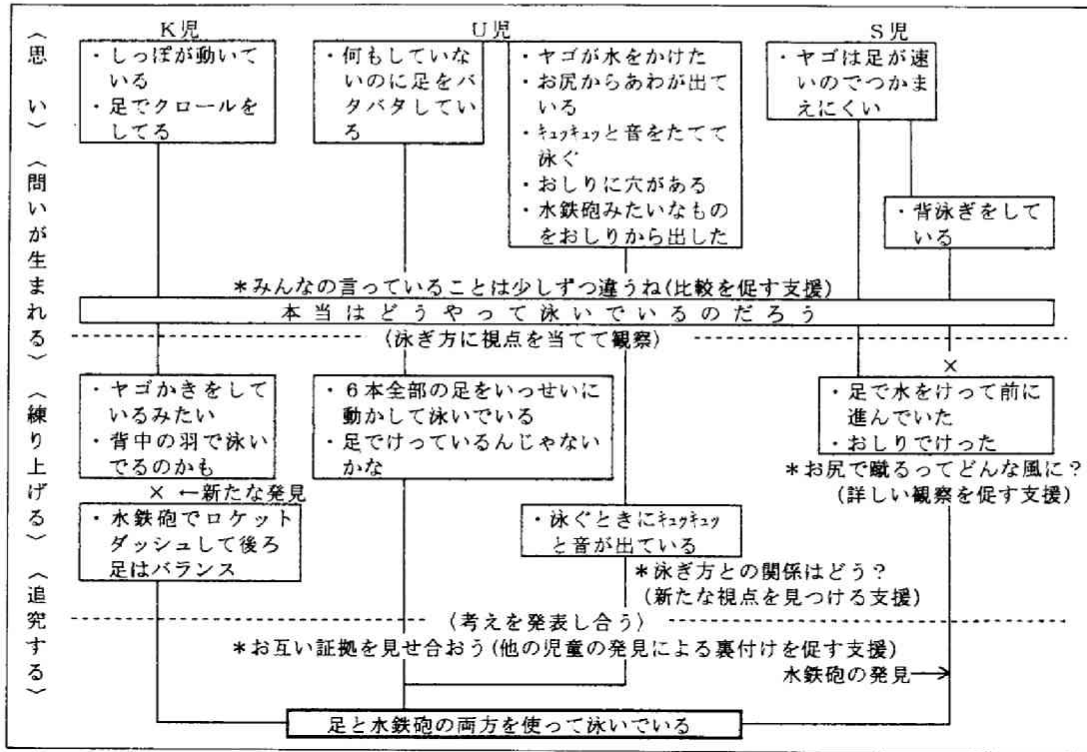 〈思い〉
〈問いが生まれる〉
〈練り上げる〉
〈追究する〉
K児
・しっぽが動いて
いる
・足でクロールを
してる
U児
・何もしていな
いのに足をバ
タバタしてい
る
・ヤゴが水をかけた
・お尻からあわが出て
いる
・ｷｭｯｷｭｯと音をたてて
泳ぐ
・おしりに穴がある
・水鉄砲みたいなもの
をおしりから出した
S児
・ヤゴは足が速
いのでつかま
えにくい
・背泳ぎをして
いる
＊みんなの言っていることは少しずつ違うね(比較を促す支援)
本当はどうやって泳いでいるのだろう
(泳ぎ方に視点を当てて観察)
・ヤゴかきをして
いるみたい
・背中の羽で泳い
でるのかも
× ←新たな発見
・水鉄砲でロケット
ダッシュして後ろ
足はバランス
・６本全部の足をいっせいに
動かして泳いでいる
・足でけっているんじゃない
かな
・泳ぐときにｷｭｯｷｭｯ
と音が出ている
＊泳ぎ方との関係はどう？
(新たな視点を見つける支援)
×
・足で水をけって前に
進んでいた
・おしりでけった
＊お尻で蹴るってどんな風に？
(詳しい観察を促す支援)
〈考えを発表し合う〉
＊お互い証拠を見せ合おう(他の児童の発見による裏付けを促す支援)
水鉄砲の発見→
足と水鉄砲の両方を使って泳いでいる